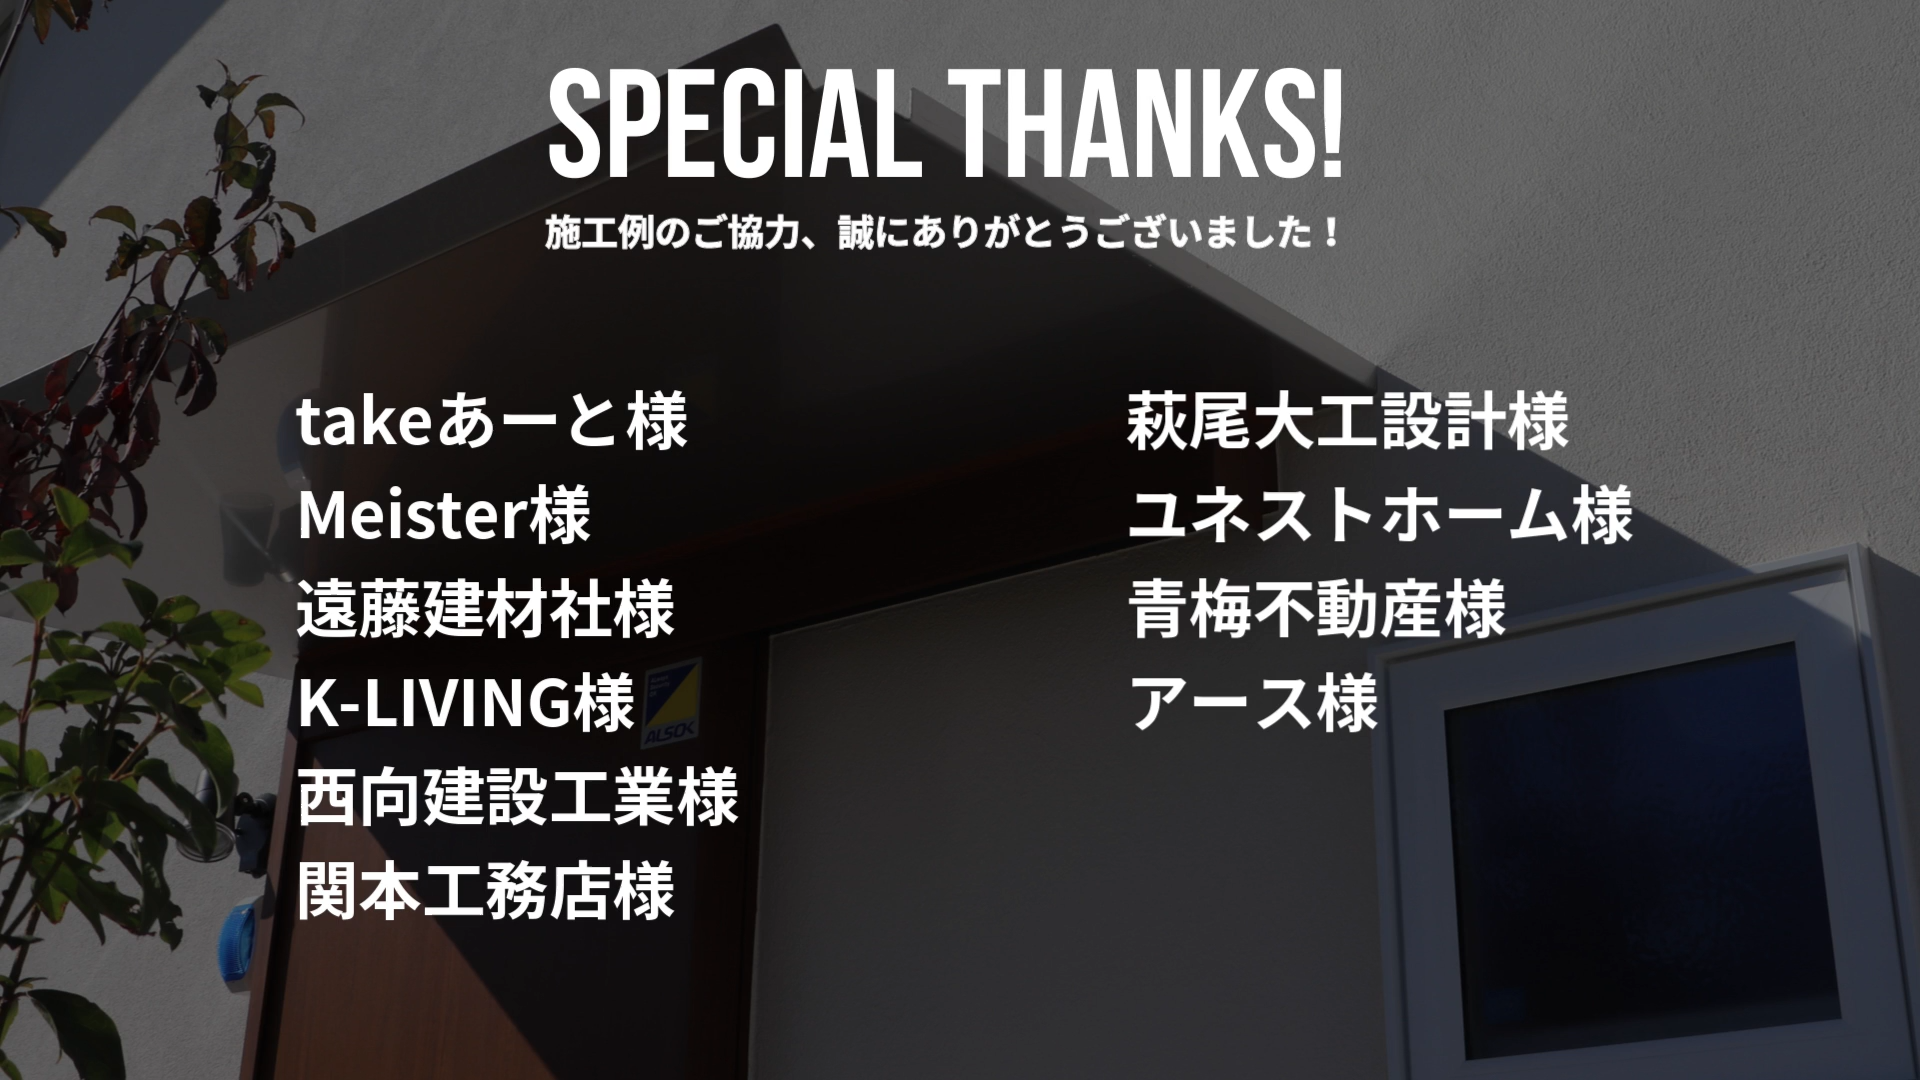 SPECIAL THANKS!
施工例のご協力、誠にありがとうございました！
takeあーと様
Meister様
遠藤建材社様
K-LIVING様
西向建設工業様
関本工務店様
萩尾大工設計様
ユネストホーム様
青梅不動産様
アース様
ALSOK